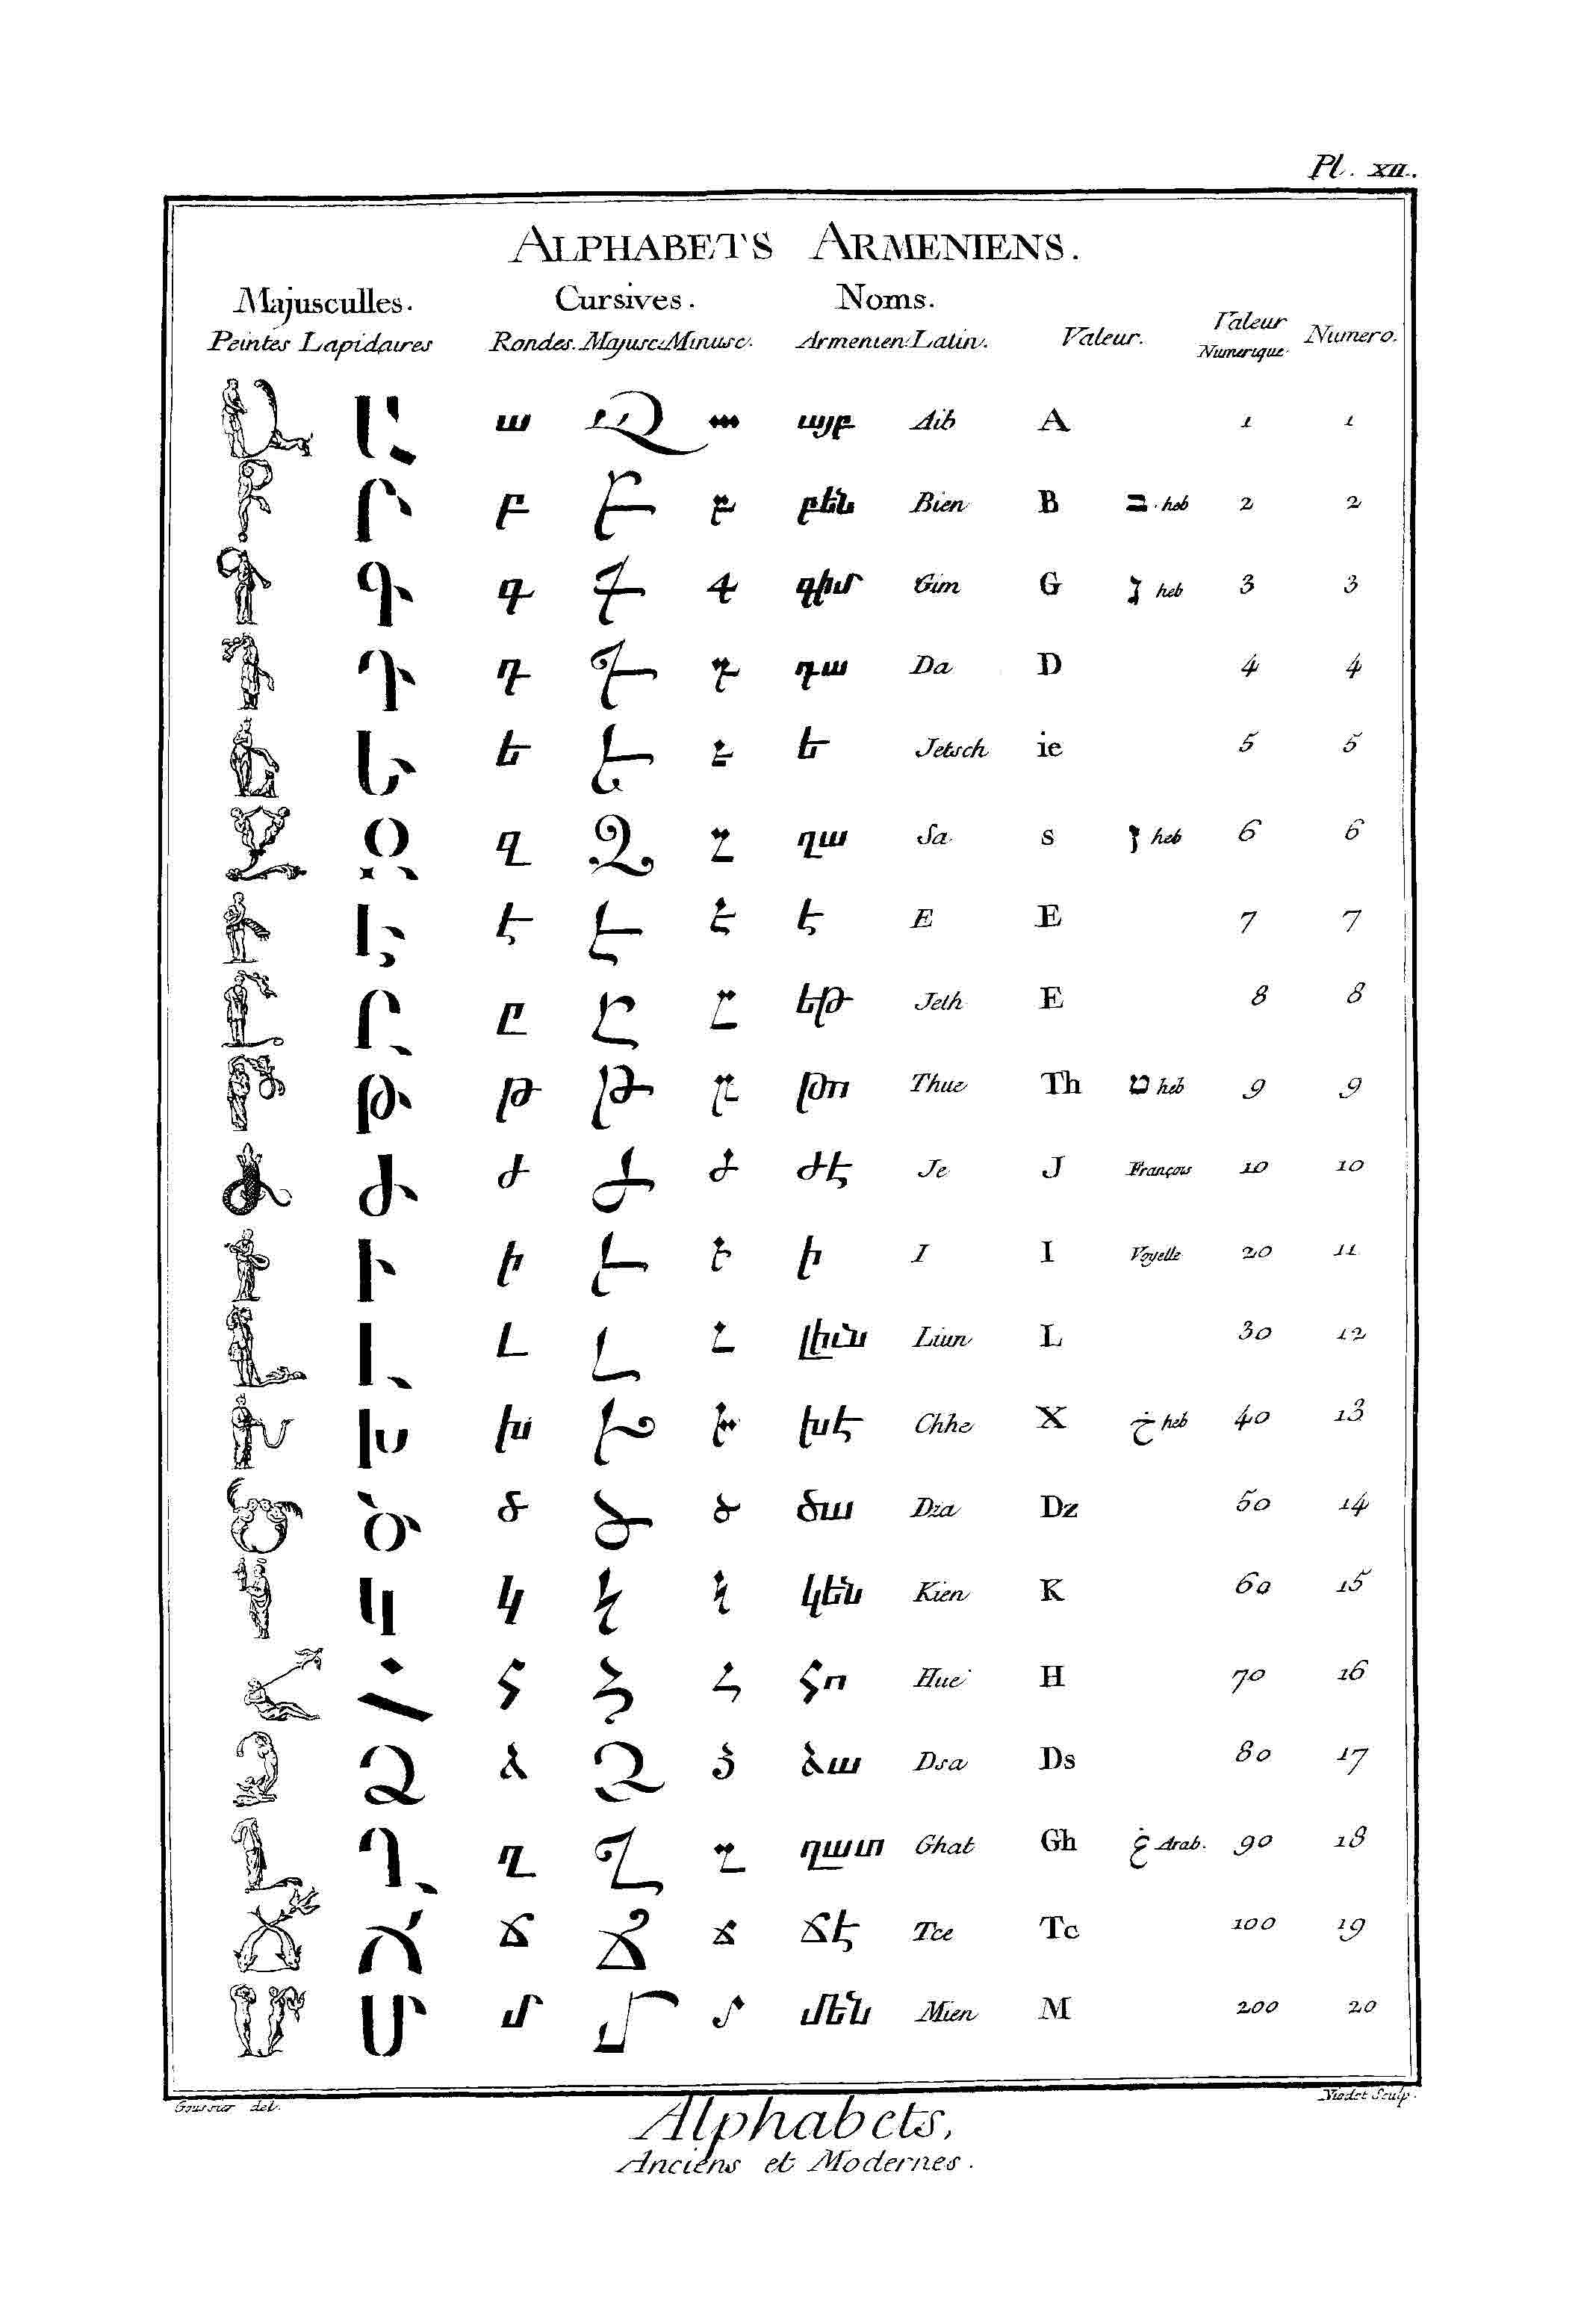 Pl. XII.
ALPHABETS ARMENIENS.
Majusculles. Cursives. Noms. Valeur Numerique. Numero.
Peintes Lapidaires Rondes. Majusc. Minusc. Armenien. Latin. Valeur.
Ա ա Ա ա այբ Aib A 1 1
Բ բ Բ բ բեն Bien B ב heb 2 2
Գ գ Գ գ գիմ Gim G נ heb 3 3
Դ դ Դ դ դա Da D 4 4
Ե ե Ե ե ե Jetsch ie 5 5
Զ զ Զ զ ղա Sa s ז heb 6 6
Է է Է է է E E 7 7
Ը ը Ը ը եթ Jeth E 8 8
Թ թ Թ թ թո Thue Th ט heb 9 9
Ժ ժ Ժ ժ ժէ Je J François 10 10
Ի ի Ի ի ի I I Voyelle 20 11
Լ լ Լ լ լիւն Liun L 30 12
Խ խ Խ խ խէ Chhe X خ heb 40 13
Ծ ծ Ծ ծ ծա Dza Dz 50 14
Կ կ Կ կ կեն Kien K 60 15
Հ հ Հ հ հո Hue H 70 16
Ձ ձ Ձ ձ ձա Dsa Ds 80 17
Ղ ղ Ղ ղ ղատ Ghat Gh غ Arab. 90 18
Ճ ճ Ճ ճ ճէ Tce Tc 100 19
Մ մ Մ մ մեն Mien M 200 20
Goussier del. Niodot Sculp.
Alphabets,
Anciens et Modernes.